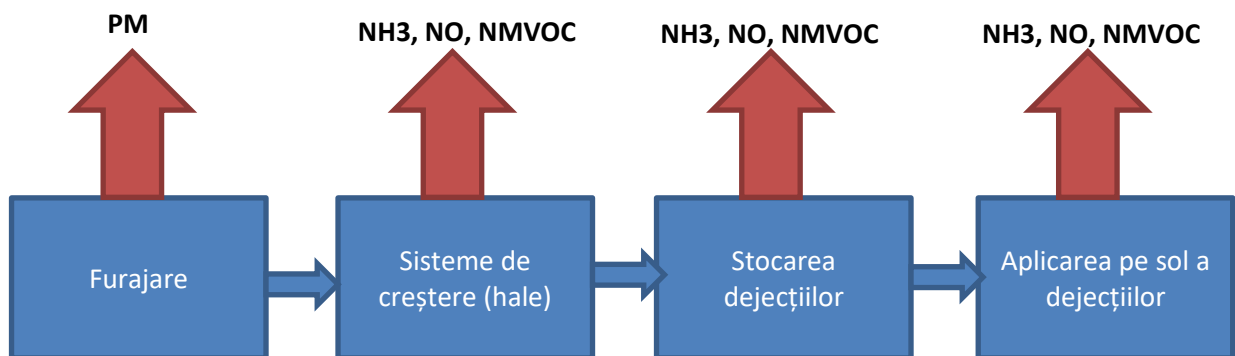 PM
NH3, NO, NMVOC
NH3, NO, NMVOC
NH3, NO, NMVOC
Furajare
Sisteme de
creștere (hale)
Stocarea
dejecțiilor
Aplicarea pe sol a
dejecțiilor